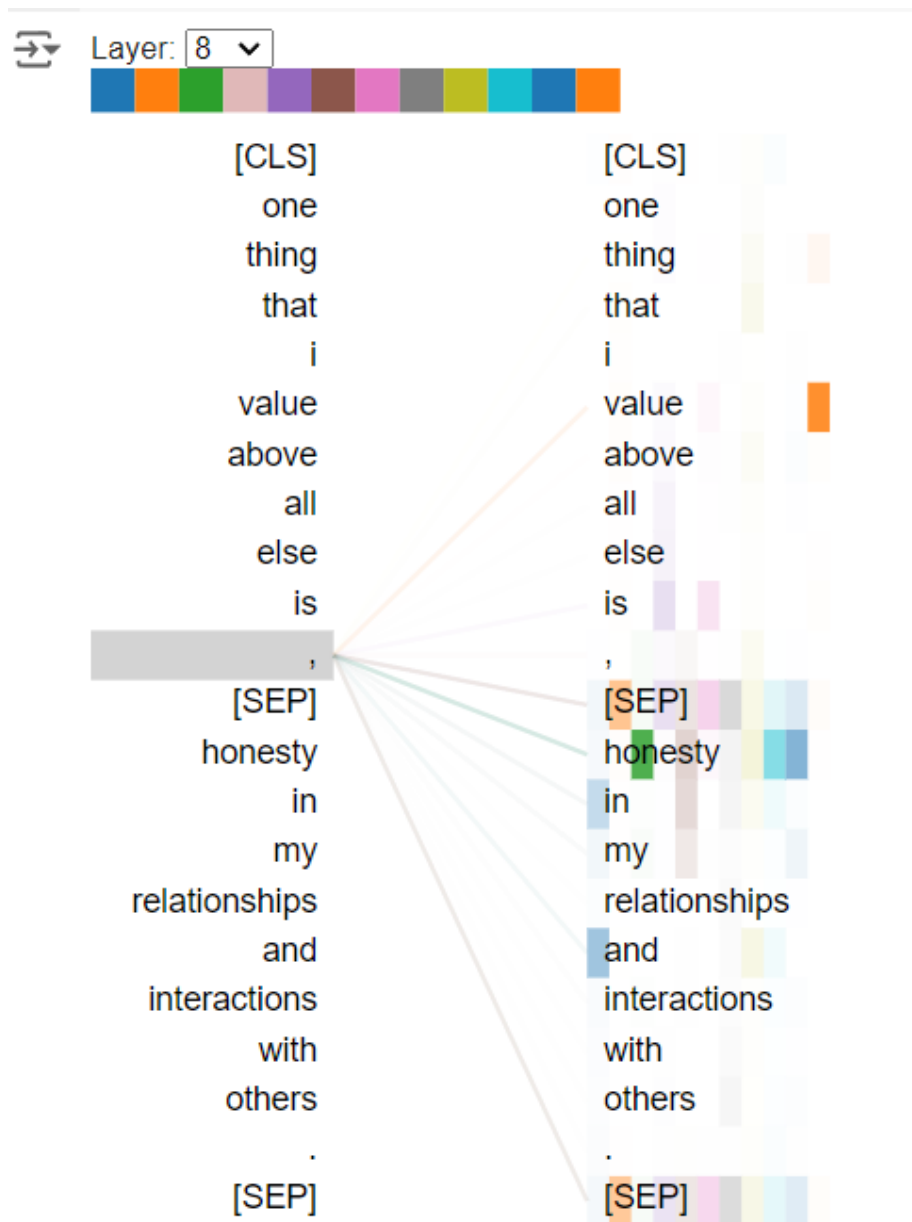 Layer: 8
[CLS] [CLS]
one one
thing thing
that that
i i
value value
above above
all all
else else
is is
, ,
[SEP] [SEP]
honesty honesty
in in
my my
relationships relationships
and and
interactions interactions
with with
others others
. .
[SEP] [SEP]